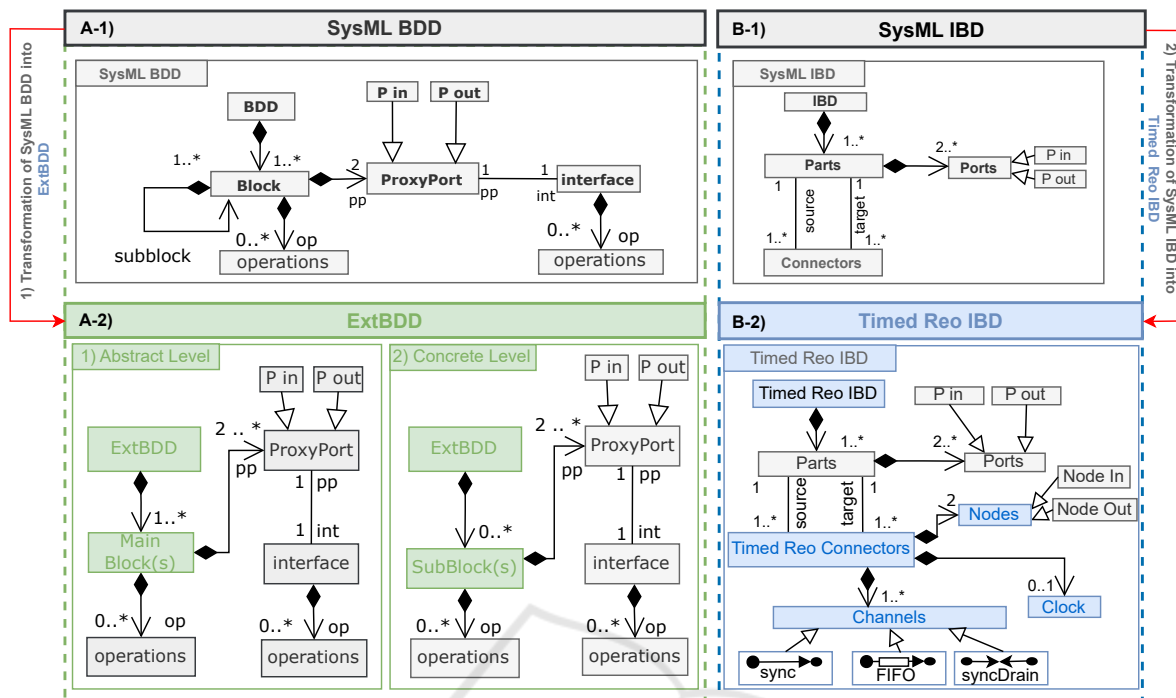 A-1)
SysML BDD
SysML BDD
BDD
P in
P out
1..*
1..*
Block
2
pp
ProxyPort
1
pp
1
int
interface
subblock
0..*
op
operations
0..*
op
operations
B-1)
SysML IBD
SysML IBD
IBD
1..*
Parts
2..*
Ports
P in
P out
1
1
source
target
1..*
1..*
Connectors
1) Transformation of SysML BDD into
ExtBDD
2) Transformation of SysML IBD into
Timed Reo IBD
A-2)
ExtBDD
1) Abstract Level
P in
P out
ExtBDD
2 .. *
pp
ProxyPort
1
pp
1..*
Main
Block(s)
1
int
interface
0..*
op
operations
0..*
op
operations
2) Concrete Level
P in
P out
ExtBDD
2 .. *
pp
ProxyPort
1
pp
0..*
SubBlock(s)
1
int
interface
0..*
op
operations
0..*
op
operations
B-2)
Timed Reo IBD
Timed Reo IBD
Timed Reo IBD
P in
P out
1..*
Parts
2..*
Ports
1
1
source
target
Node In
Node Out
1..*
1..*
2
Nodes
Timed Reo Connectors
0..1
Clock
1..*
Channels
sync
FIFO
syncDrain